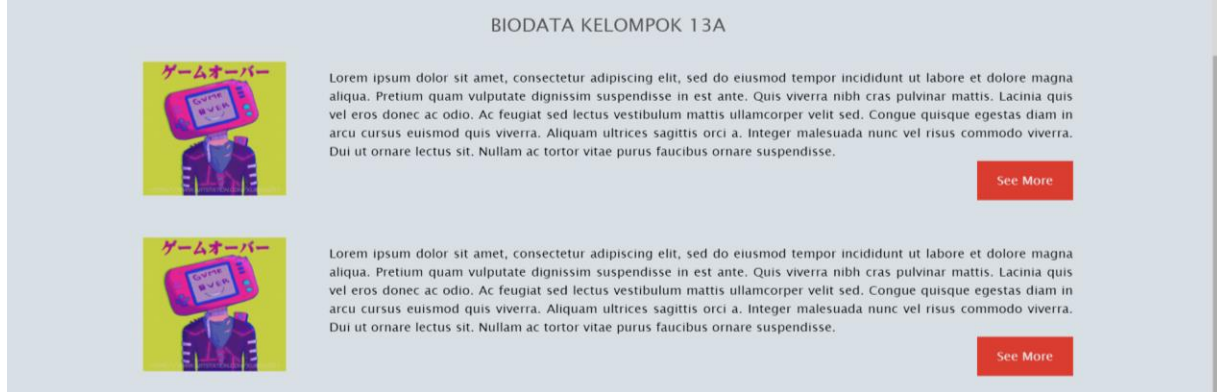 BIODATA KELOMPOK 13A
ゲームオーバー
GVME
OVER
Lorem ipsum dolor sit amet, consectetur adipiscing elit, sed do eiusmod tempor incididunt ut labore et dolore magna
aliqua. Pretium quam vulputate dignissim suspendisse in est ante. Quis viverra nibh cras pulvinar mattis. Lacinia quis
vel eros donec ac odio. Ac feugiat sed lectus vestibulum mattis ullamcorper velit sed. Congue quisque egestas diam in
arcu cursus euismod quis viverra. Aliquam ultrices sagittis orci a. Integer malesuada nunc vel risus commodo viverra.
Dui ut ornare lectus sit. Nullam ac tortor vitae purus faucibus ornare suspendisse.
See More
ゲームオーバー
GVME
OVER
Lorem ipsum dolor sit amet, consectetur adipiscing elit, sed do eiusmod tempor incididunt ut labore et dolore magna
aliqua. Pretium quam vulputate dignissim suspendisse in est ante. Quis viverra nibh cras pulvinar mattis. Lacinia quis
vel eros donec ac odio. Ac feugiat sed lectus vestibulum mattis ullamcorper velit sed. Congue quisque egestas diam in
arcu cursus euismod quis viverra. Aliquam ultrices sagittis orci a. Integer malesuada nunc vel risus commodo viverra.
Dui ut ornare lectus sit. Nullam ac tortor vitae purus faucibus ornare suspendisse.
See More